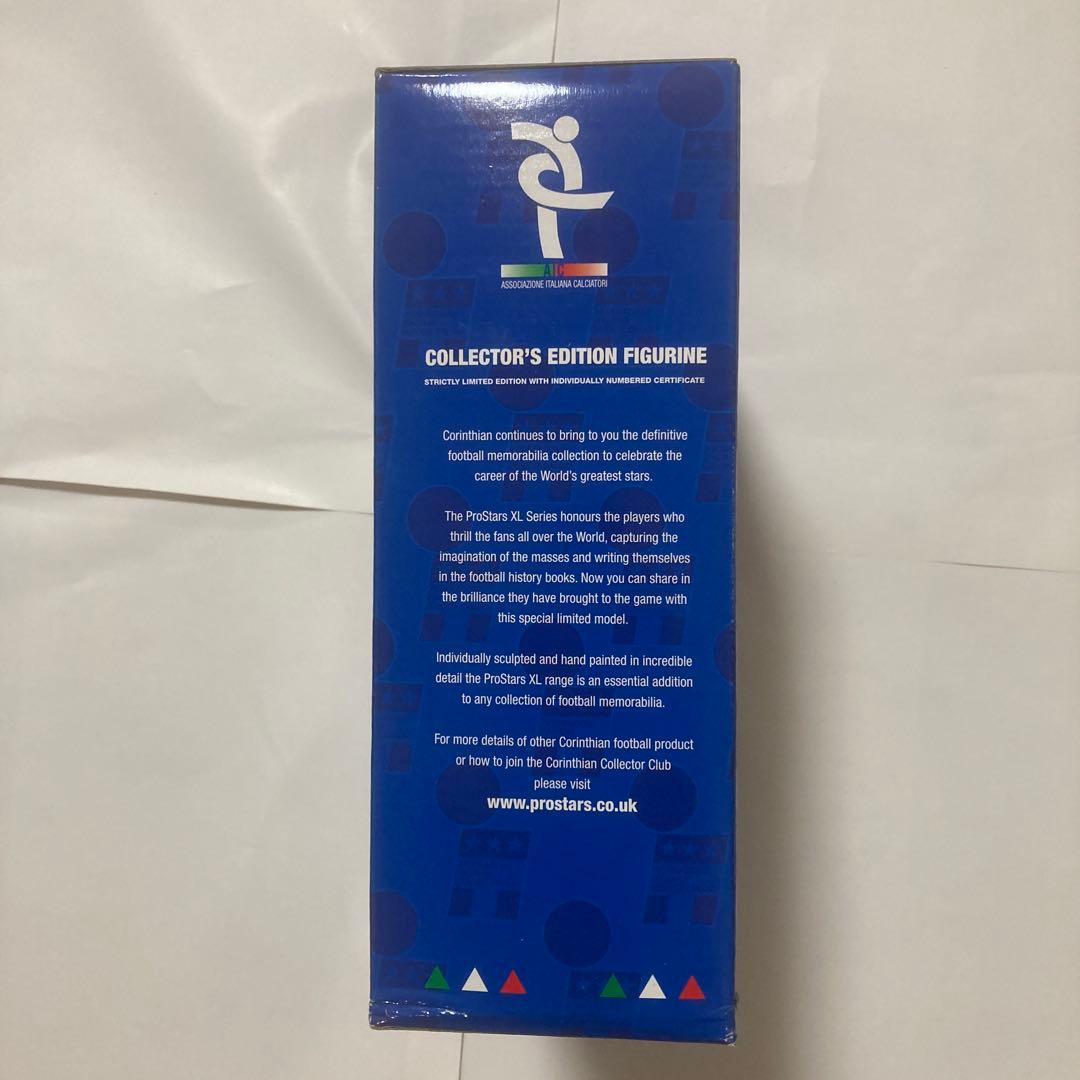 AIC
ASSOCIAZIONE ITALIANA CALCIATORI
COLLECTOR'S EDITION FIGURINE
STRICTLY LIMITED EDITION WITH INDIVIDUALLY NUMBERED CERTIFICATE
Corinthian continues to bring to you the definitive
football memorabilia collection to celebrate the
career of the World's greatest stars.
The ProStars XL Series honours the players who
thrill the fans all over the World, capturing the
imagination of the masses and writing themselves
in the football history books. Now you can share in
the brilliance they have brought to the game with
this special limited model.
Individually sculpted and hand painted in incredible
detail the ProStars XL range is an essential addition
to any collection of football memorabilia.
For more details of other Corinthian football product
or how to join the Corinthian Collector Club
please visit
www.prostars.co.uk